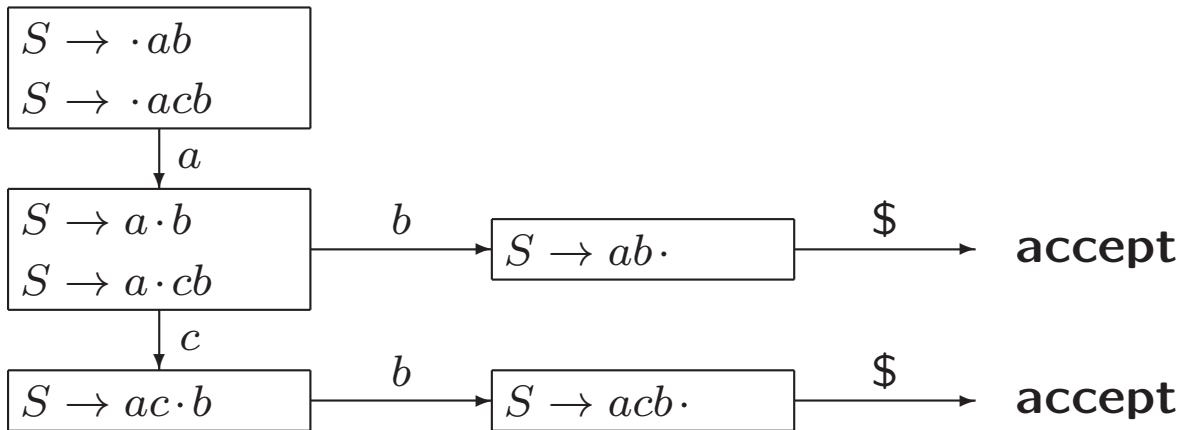 S → · ab
S → · acb
a
S → a · b
S → a · cb
b
S → ab ·
$
accept
c
S → ac · b
b
S → acb ·
$
accept